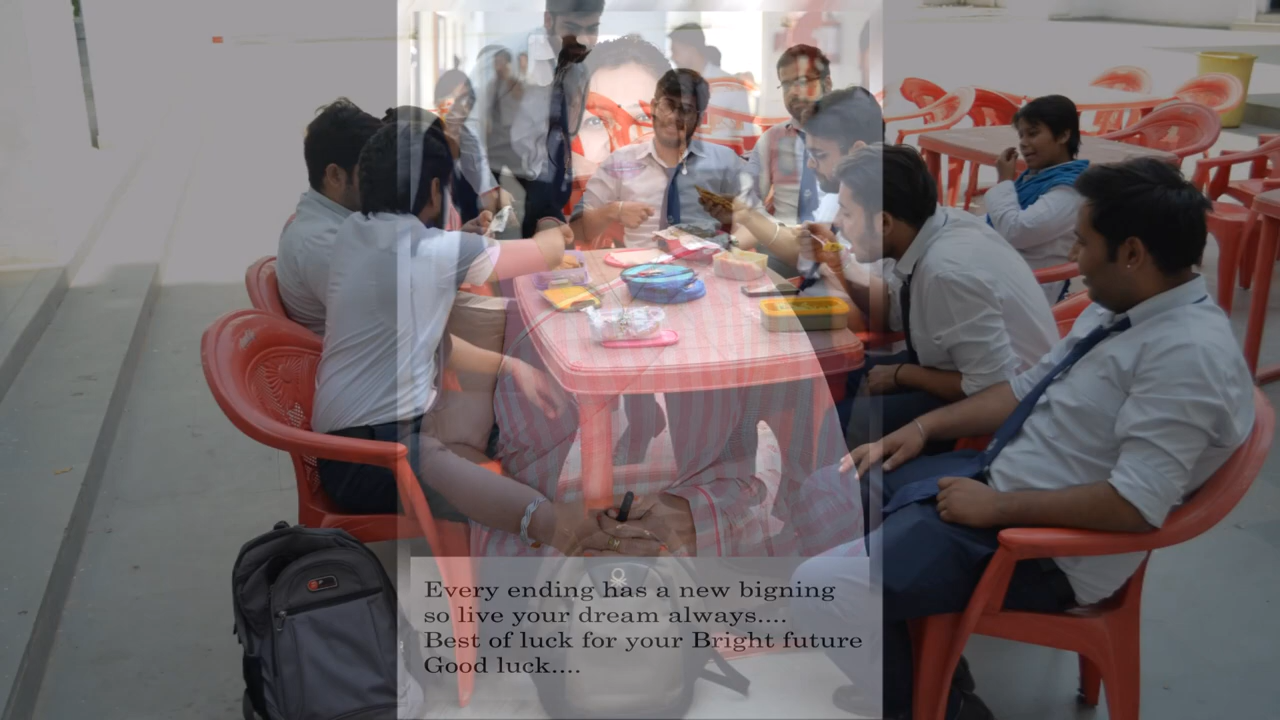 Every ending has a new bigning
so live your dream always....
Best of luck for your Bright future
Good luck....